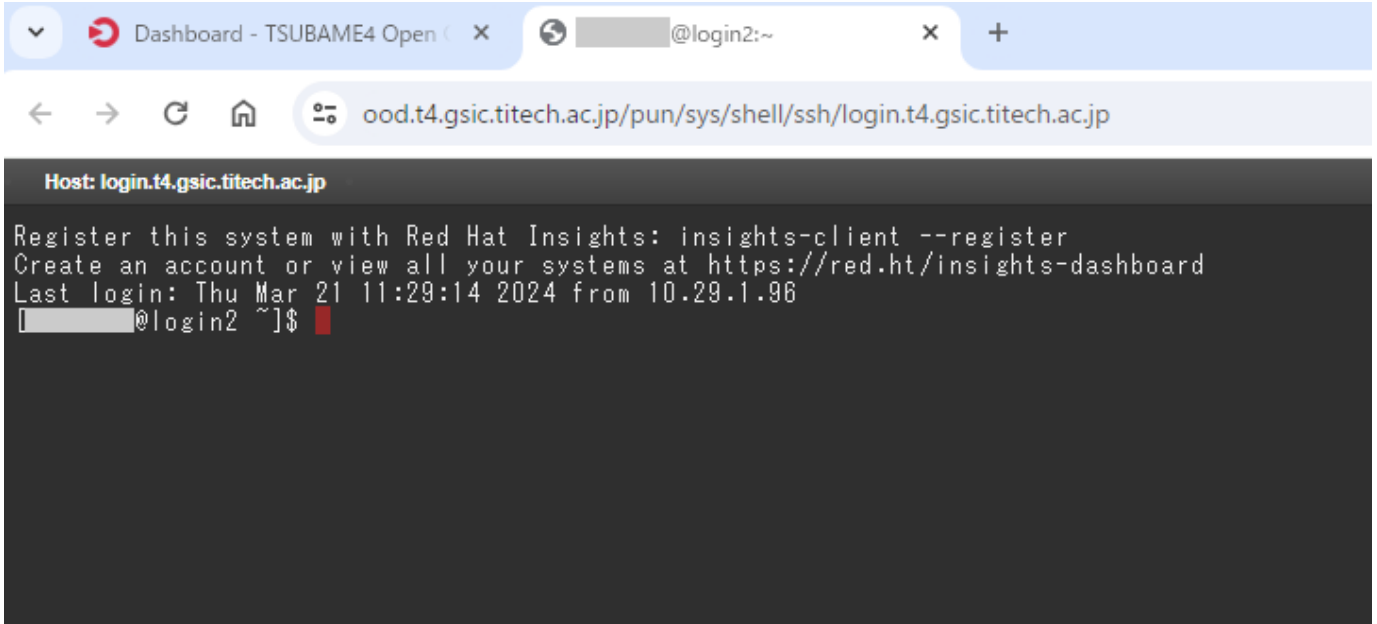 Dashboard - TSUBAME4 Open
@login2:~
ood.t4.gsic.titech.ac.jp/pun/sys/shell/ssh/login.t4.gsic.titech.ac.jp
Host: login.t4.gsic.titech.ac.jp
Register this system with Red Hat Insights: insights-client --register
Create an account or view all your systems at https://red.ht/insights-dashboard
Last login: Thu Mar 21 11:29:14 2024 from 10.29.1.96
[ @login2 ~]$